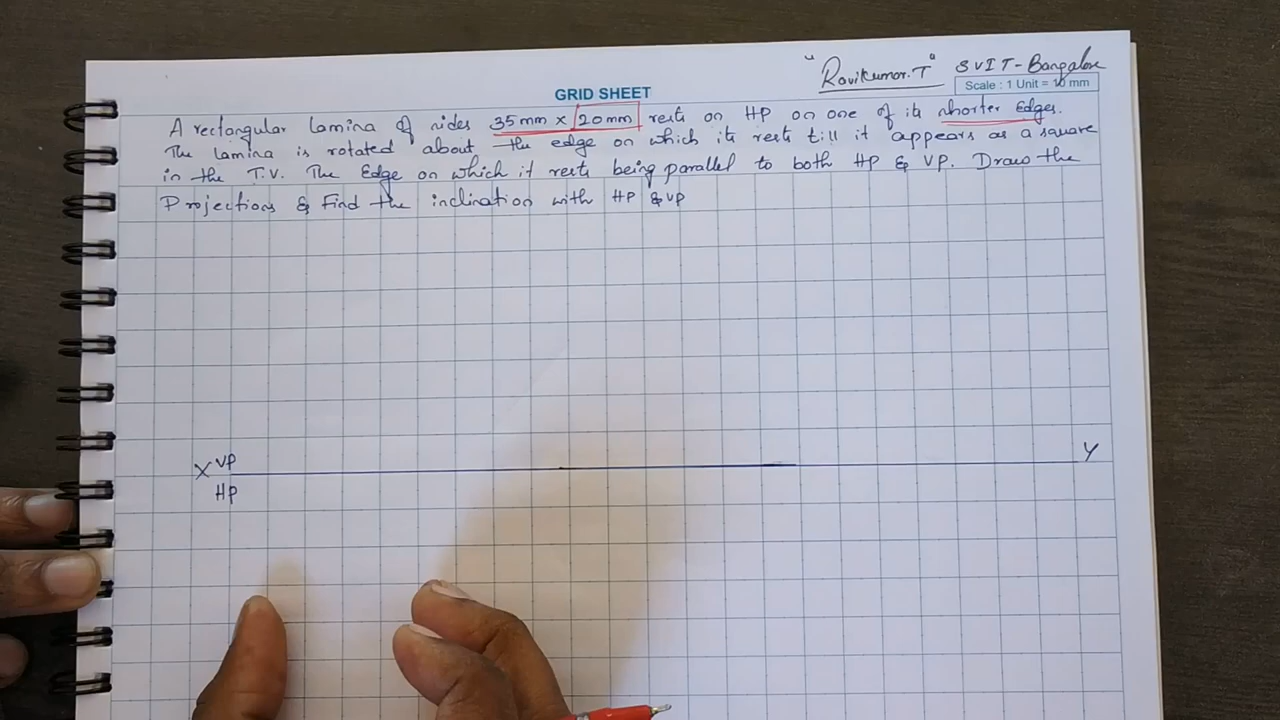 "Ravikumar.T" SVIT-Bangalore
GRID SHEET
Scale : 1 Unit = 10 mm
A rectangular Lamina of sides 35mm x 20mm rests on HP on one of its shorter Edges.
The Lamina is rotated about the edge on which its rests till it appears as a square
in the T.V. The Edge on which it rests being parallel to both HP & VP. Draw the
Projections & Find the inclination with HP & VP
X VP Y
HP